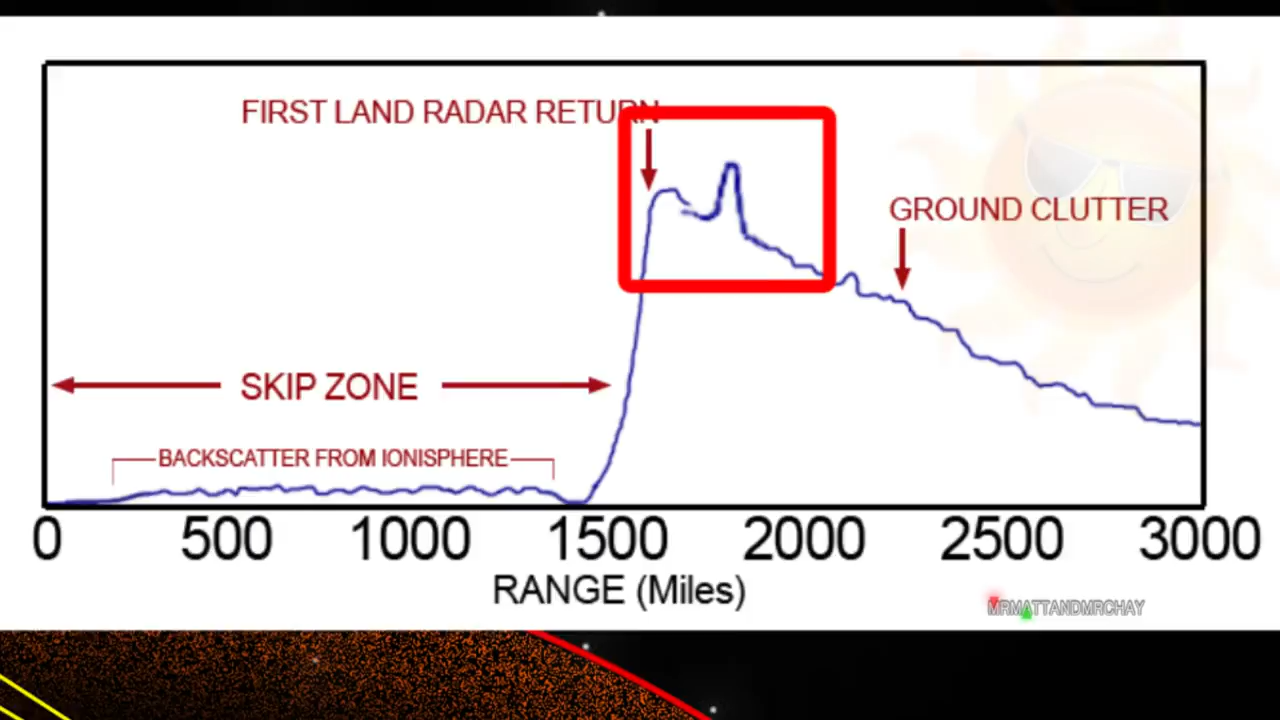 FIRST LAND RADAR RETURN
GROUND CLUTTER
SKIP ZONE
BACKSCATTER FROM IONISPHERE
0 500 1000 1500 2000 2500 3000
RANGE (Miles)
MRMATTANDMRCHAY